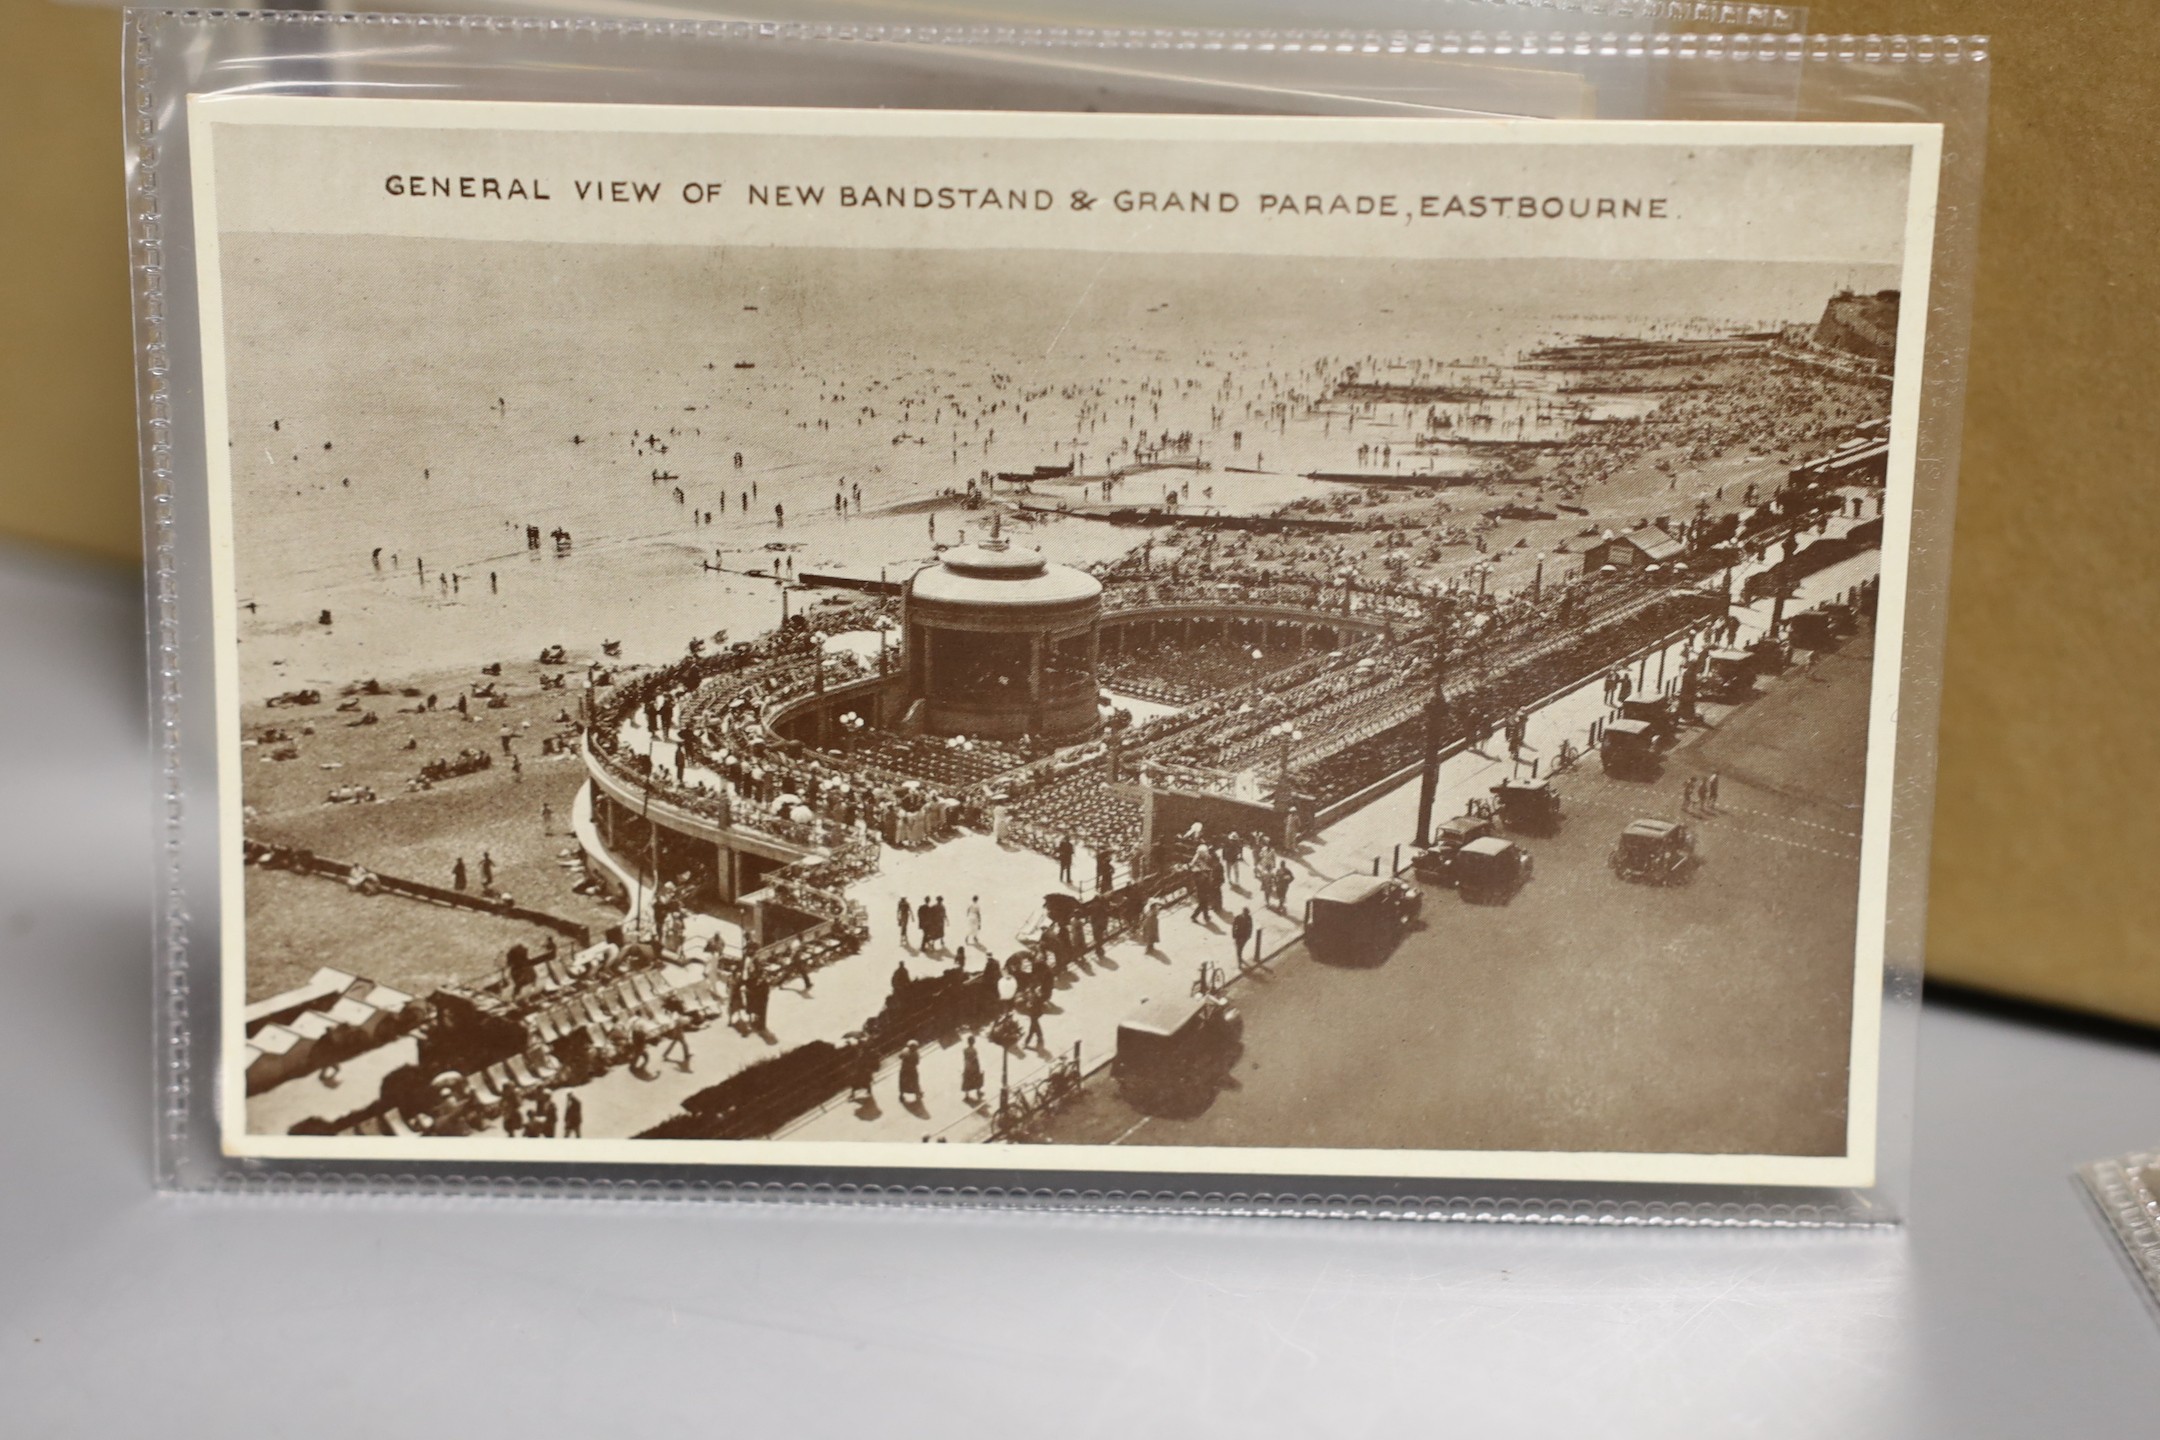 GENERAL VIEW OF NEW BANDSTAND & GRAND PARADE, EASTBOURNE.